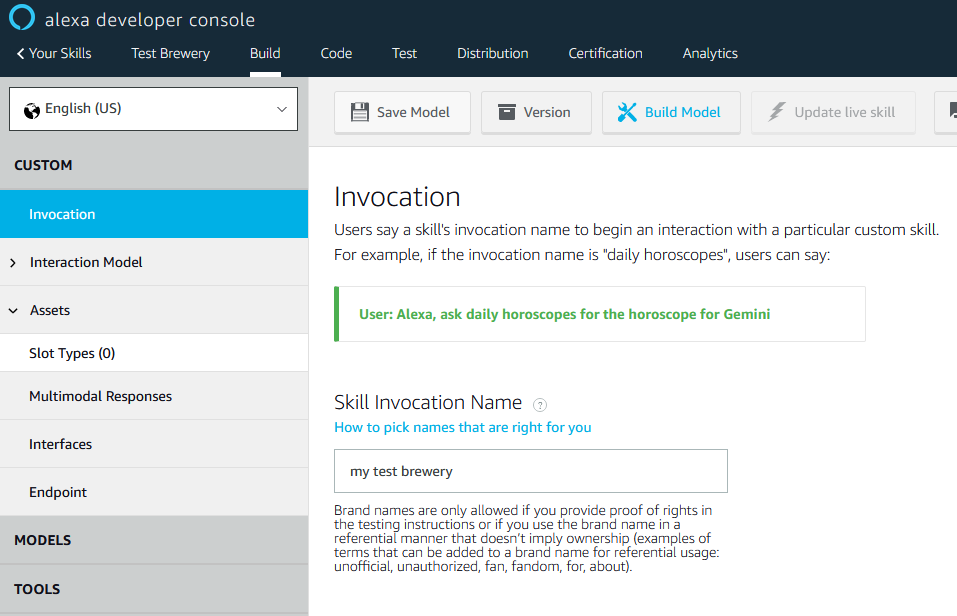 alexa developer console
Your Skills Test Brewery Build Code Test Distribution Certification Analytics
English (US)
CUSTOM
Invocation
Interaction Model
Assets
Slot Types (0)
Multimodal Responses
Interfaces
Endpoint
MODELS
TOOLS
Save Model Version Build Model Update live skill
Invocation
Users say a skill's invocation name to begin an interaction with a particular custom skill.
For example, if the invocation name is "daily horoscopes", users can say:
User: Alexa, ask daily horoscopes for the horoscope for Gemini
Skill Invocation Name ?
How to pick names that are right for you
my test brewery
Brand names are only allowed if you provide proof of rights in
the testing instructions or if you use the brand name in a
referential manner that doesn’t imply ownership (examples of
terms that can be added to a brand name for referential usage:
unofficial, unauthorized, fan, fandom, for, about).